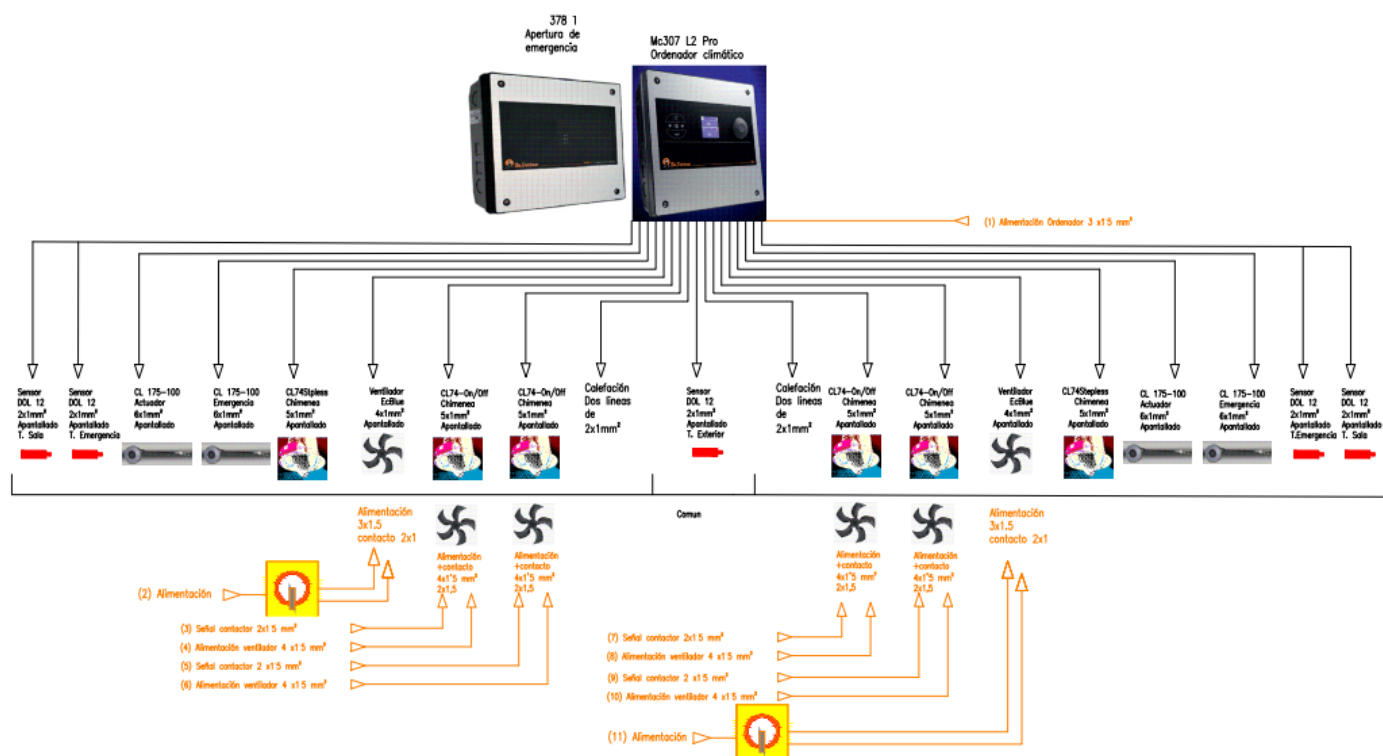 378 1
Apertura de
emergencia
Mc307 L2 Pro
Ordenador climático
(1) Alimentación Ordenador 3 x1'5 mm²
Sensor
DOL 12
2x1mm²
Apantallado
T. Sala
Sensor
DOL 12
2x1mm²
Apantallado
T. Emergencia
CL 175-100
Actuador
6x1mm²
Apantallado
CL 175-100
Emergencia
6x1mm²
Apantallado
CL74Stpless
Chimenea
5x1mm²
Apantallado
Ventilador
EcBlue
4x1mm²
Apantallado
CL74-On/Off
Chimenea
5x1mm²
Apantallado
CL74-On/Off
Chimenea
5x1mm²
Apantallado
Calefación
Dos lineas
de
2x1mm²
Sensor
DOL 12
2x1mm²
Apantallado
T. Exterior
Calefación
Dos lineas
de
2x1mm²
CL74-On/Off
Chimenea
5x1mm²
Apantallado
CL74-On/Off
Chimenea
5x1mm²
Apantallado
Ventilador
EcBlue
4x1mm²
Apantallado
CL74Stepless
Chimenea
5x1mm²
Apantallado
CL 175-100
Actuador
6x1mm²
Apantallado
CL 175-100
Emergencia
6x1mm²
Apantallado
Sensor
DOL 12
2x1mm²
Apantallado
T.Emergencia
Sensor
DOL 12
2x1mm²
Apantallado
T. Sala
Comun
Alimentación
3x1.5
contacto 2x1
Alimentación
+contacto
4x1'5 mm²
2x1,5
Alimentación
+contacto
4x1'5 mm²
2x1,5
Alimentación
+contacto
4x1'5 mm²
2x1,5
Alimentación
+contacto
4x1'5 mm²
2x1,5
Alimentación
3x1.5
contacto 2x1
(2) Alimentación
(3) Señal contactor 2x1'5 mm²
(4) Alimentación ventilador 4 x1'5 mm²
(5) Señal contactor 2 x1'5 mm²
(6) Alimentación ventilador 4 x1'5 mm²
(7) Señal contactor 2x1'5 mm²
(8) Alimentación ventilador 4 x1'5 mm²
(9) Señal contactor 2 x1'5 mm²
(10) Alimentación ventilador 4 x1'5 mm²
(11) Alimentación